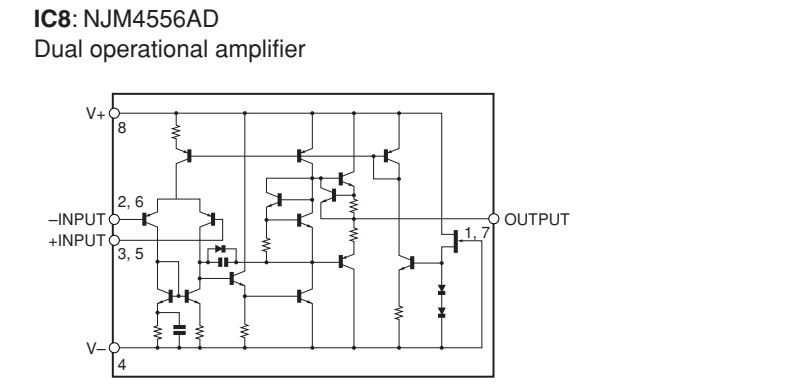 IC8: NJM4556AD
Dual operational amplifier
V+
8
2, 6
–INPUT
+INPUT
3, 5
V–
4
OUTPUT
1, 7